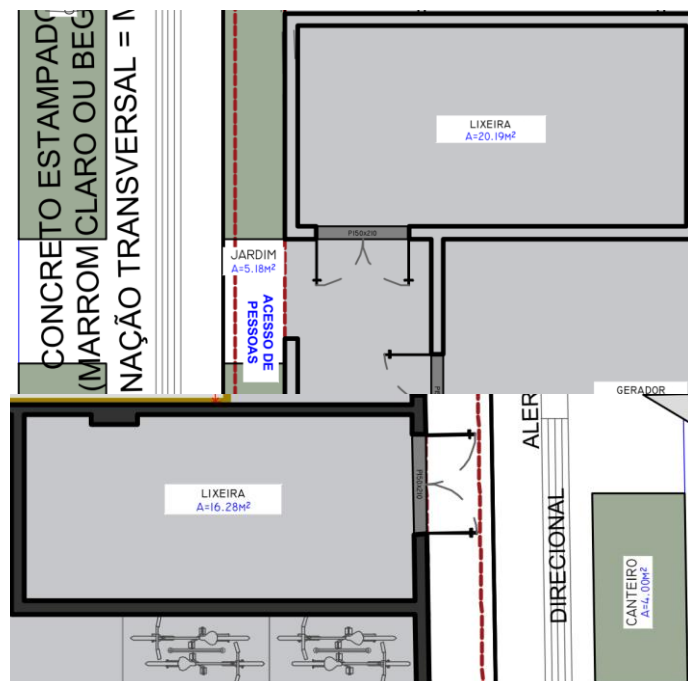 CONCRETO ESTAMPADO
(MARROM CLARO OU BEG
NAÇÃO TRANSVERSAL = N
LIXEIRA
A=20.19M²
P150x210
JARDIM
A=5.18M²
ACESSO DE
PESSOAS
GERADOR
LIXEIRA
A=16.28M²
P150x210
ALER
DIRECIONAL
CANTEIRO
A=4.00M²